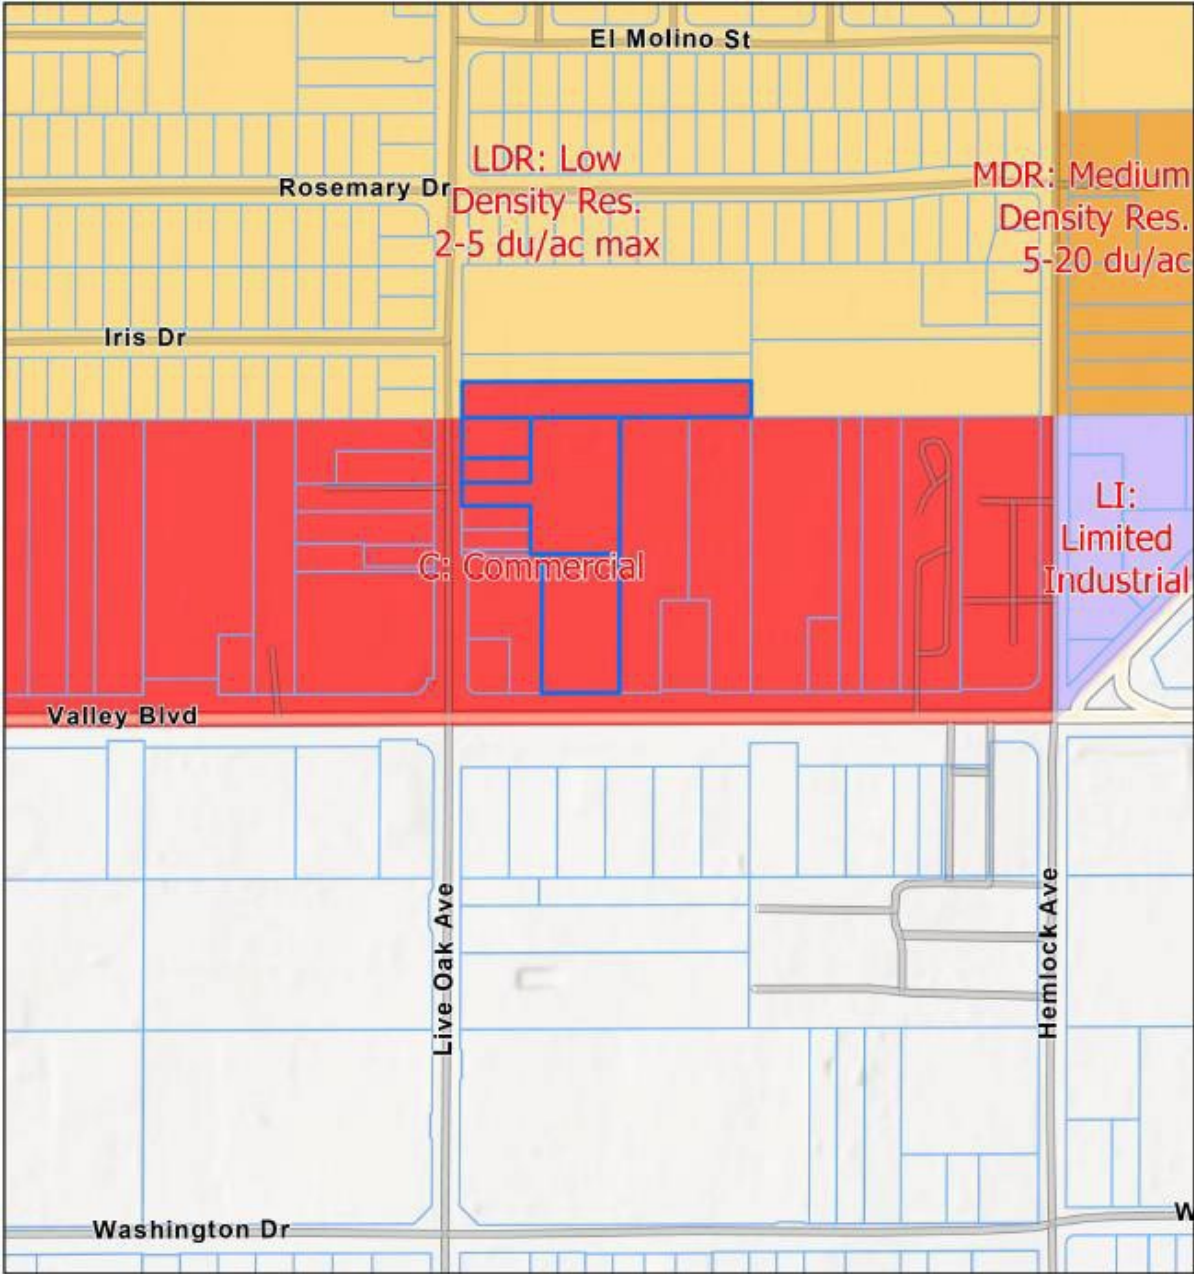 El Molino St
LDR: Low
Density Res.
2-5 du/ac max
Rosemary Dr
MDR: Medium
Density Res.
5-20 du/ac
Iris Dr
LI:
Limited
Industrial
C: Commercial
Valley Blvd
Live Oak Ave
Hemlock Ave
Washington Dr
W